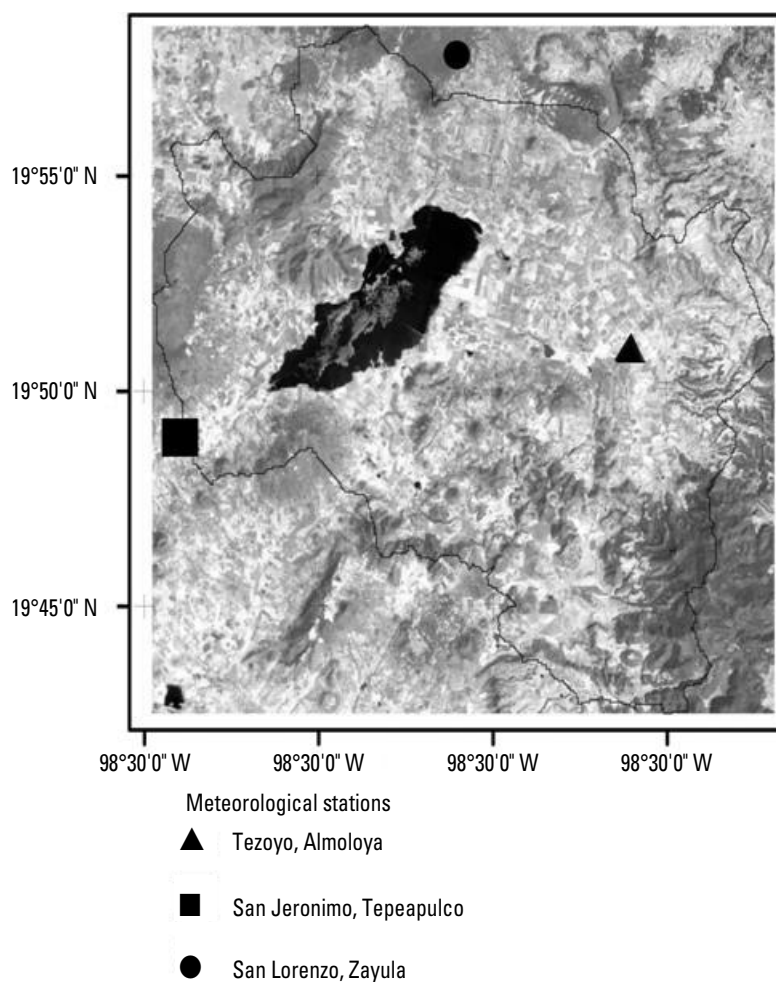 19°55'0" N
19°50'0" N
19°45'0" N
98°30'0" W 98°30'0" W 98°30'0" W 98°30'0" W
Meteorological stations
Tezoyo, Almoloya
San Jeronimo, Tepeapulco
San Lorenzo, Zayula